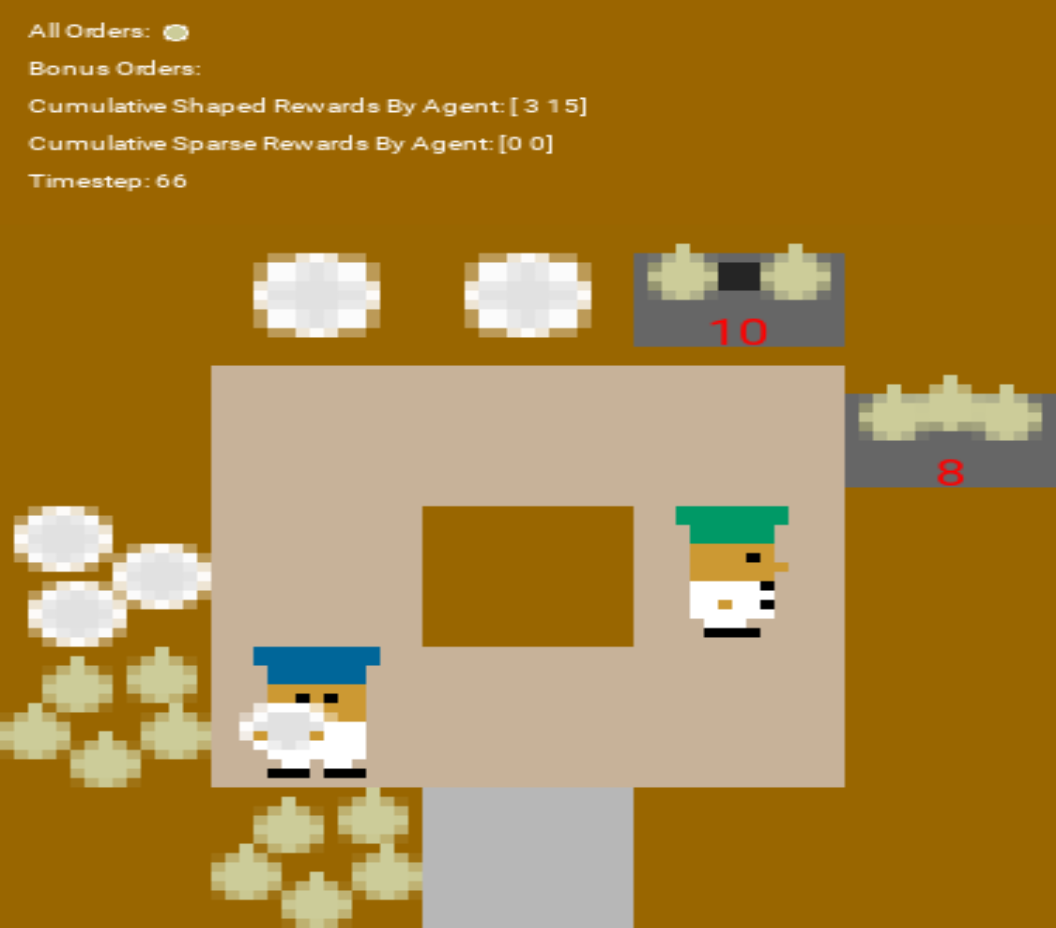 All Orders:
Bonus Orders:
Cumulative Shaped Rewards By Agent: [ 3 15]
Cumulative Sparse Rewards By Agent: [0 0]
Timestep: 66
10
8